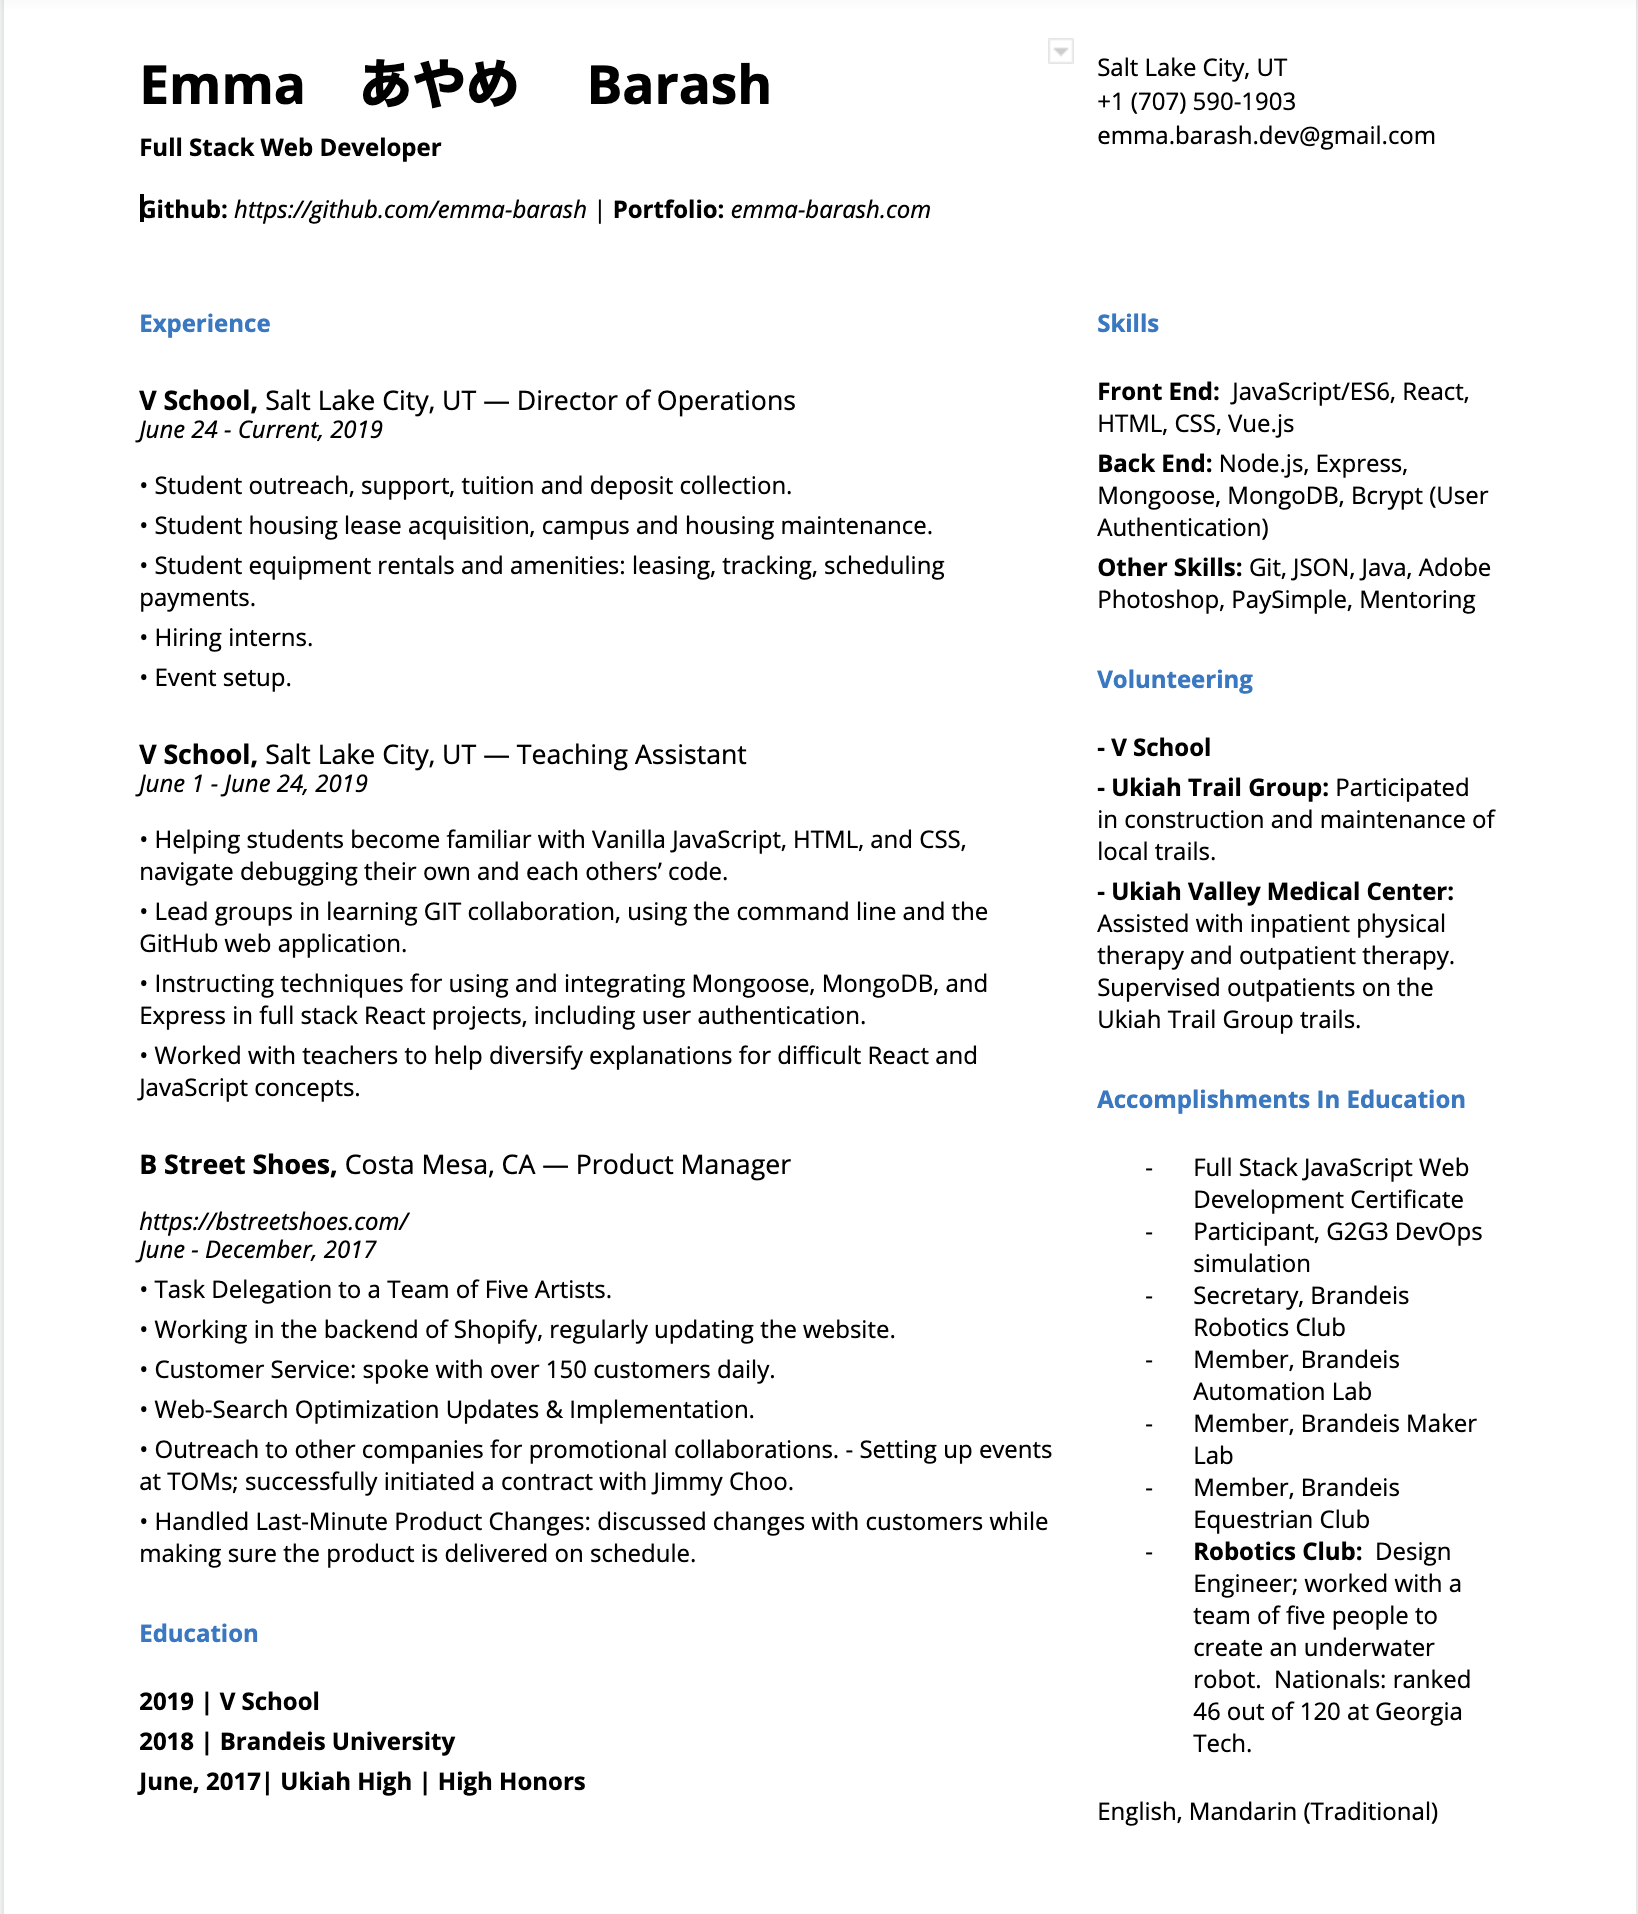 Emma あやめ Barash
Full Stack Web Developer
Github: https://github.com/emma-barash | Portfolio: emma-barash.com
Salt Lake City, UT
+1 (707) 590-1903
emma.barash.dev@gmail.com
Experience
V School, Salt Lake City, UT — Director of Operations
June 24 - Current, 2019
• Student outreach, support, tuition and deposit collection.
• Student housing lease acquisition, campus and housing maintenance.
• Student equipment rentals and amenities: leasing, tracking, scheduling
payments.
• Hiring interns.
• Event setup.
V School, Salt Lake City, UT — Teaching Assistant
June 1 - June 24, 2019
• Helping students become familiar with Vanilla JavaScript, HTML, and CSS,
navigate debugging their own and each others’ code.
• Lead groups in learning GIT collaboration, using the command line and the
GitHub web application.
• Instructing techniques for using and integrating Mongoose, MongoDB, and
Express in full stack React projects, including user authentication.
• Worked with teachers to help diversify explanations for difficult React and
JavaScript concepts.
B Street Shoes, Costa Mesa, CA — Product Manager
https://bstreetshoes.com/
June - December, 2017
• Task Delegation to a Team of Five Artists.
• Working in the backend of Shopify, regularly updating the website.
• Customer Service: spoke with over 150 customers daily.
• Web-Search Optimization Updates & Implementation.
• Outreach to other companies for promotional collaborations. - Setting up events
at TOMs; successfully initiated a contract with Jimmy Choo.
• Handled Last-Minute Product Changes: discussed changes with customers while
making sure the product is delivered on schedule.
Education
2019 | V School
2018 | Brandeis University
June, 2017| Ukiah High | High Honors
Skills
Front End: JavaScript/ES6, React,
HTML, CSS, Vue.js
Back End: Node.js, Express,
Mongoose, MongoDB, Bcrypt (User
Authentication)
Other Skills: Git, JSON, Java, Adobe
Photoshop, PaySimple, Mentoring
Volunteering
- V School
- Ukiah Trail Group: Participated
in construction and maintenance of
local trails.
- Ukiah Valley Medical Center:
Assisted with inpatient physical
therapy and outpatient therapy.
Supervised outpatients on the
Ukiah Trail Group trails.
Accomplishments In Education
- Full Stack JavaScript Web
Development Certificate
- Participant, G2G3 DevOps
simulation
- Secretary, Brandeis
Robotics Club
- Member, Brandeis
Automation Lab
- Member, Brandeis Maker
Lab
- Member, Brandeis
Equestrian Club
- Robotics Club: Design
Engineer; worked with a
team of five people to
create an underwater
robot. Nationals: ranked
46 out of 120 at Georgia
Tech.
English, Mandarin (Traditional)